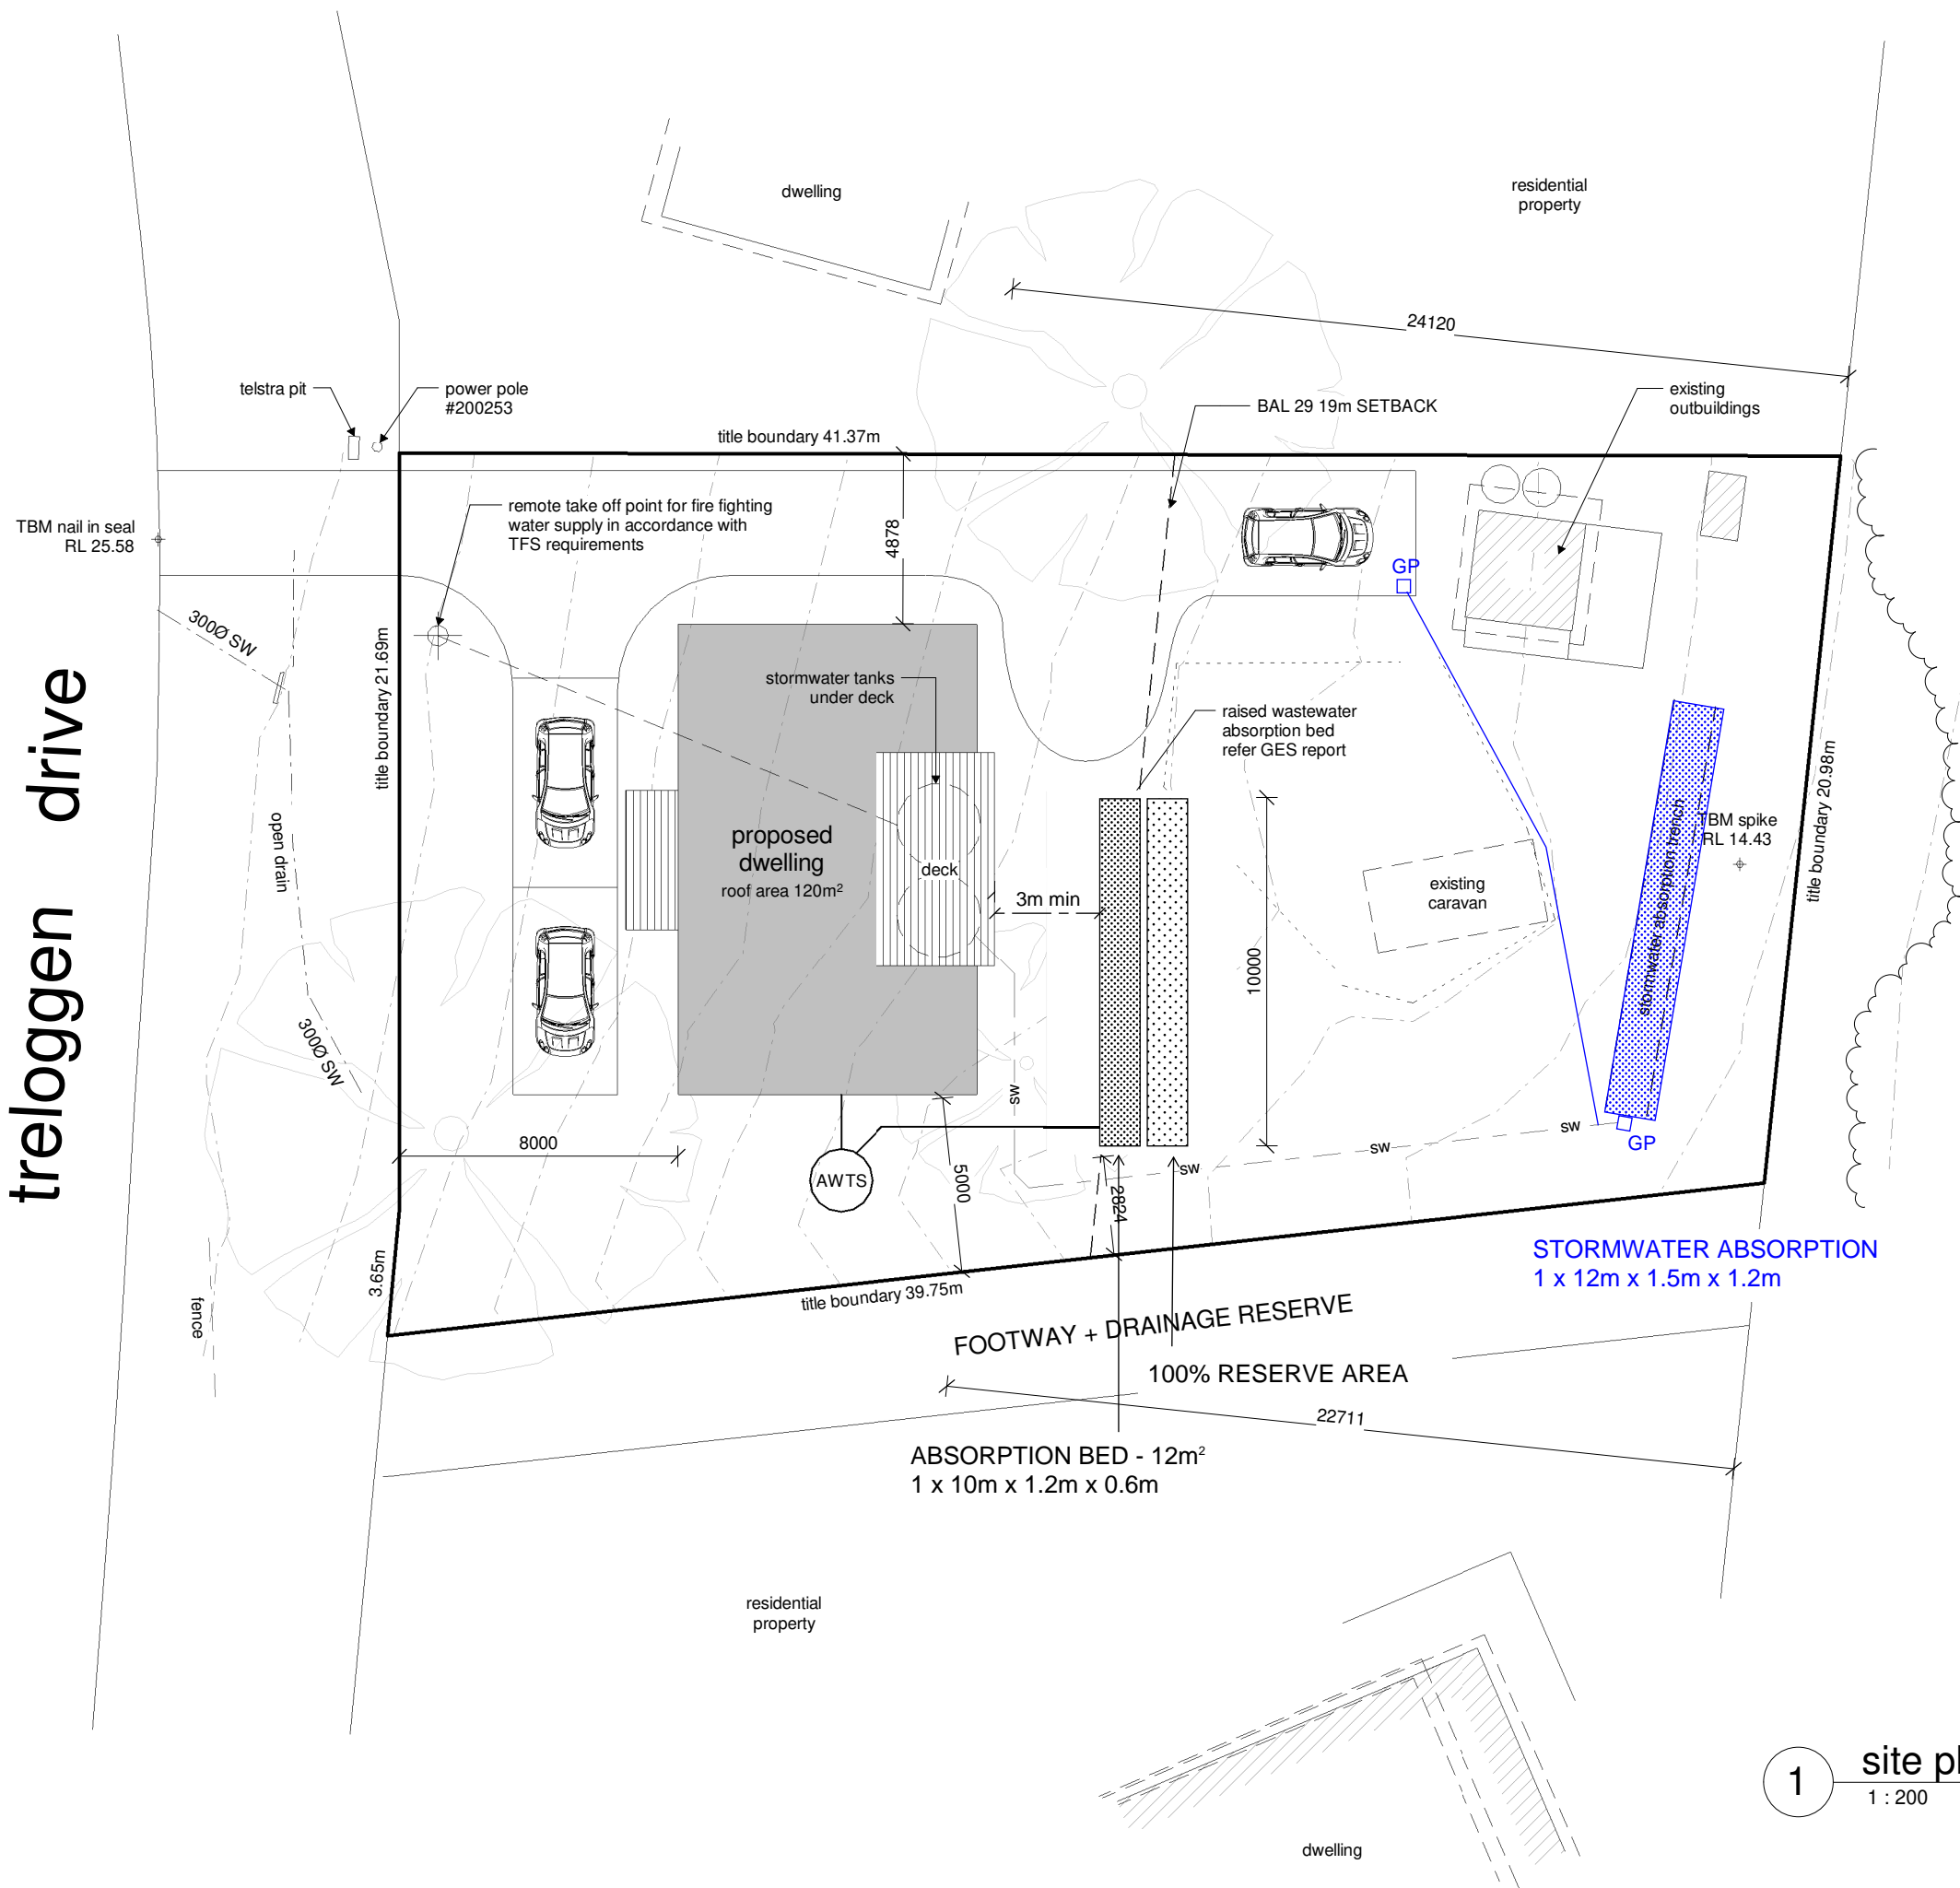 dwelling
residential
property
24120
telstra pit
power pole
#200253
BAL 29 19m SETBACK
existing
outbuildings
title boundary 41.37m
remote take off point for fire fighting
water supply in accordance with
TFS requirements
TBM nail in seal
RL 25.58
4878
GP
300Ø SW
title boundary 21.69m
treloggen drive
stormwater tanks
under deck
raised wastewater
absorption bed
refer GES report
title boundary 20.98m
proposed
dwelling
roof area 120m²
deck
3m min
open drain
existing
caravan
stormwater absorption trench
BM spike
RL 14.43
10000
300Ø SW
sw
8000
AWTS
5000
2824
sw
sw
sw
GP
3.65m
fence
title boundary 39.75m
STORMWATER ABSORPTION
1 x 12m x 1.5m x 1.2m
FOOTWAY + DRAINAGE RESERVE
100% RESERVE AREA
22711
ABSORPTION BED - 12m²
1 x 10m x 1.2m x 0.6m
residential
property
dwelling
1
site pl
1 : 200